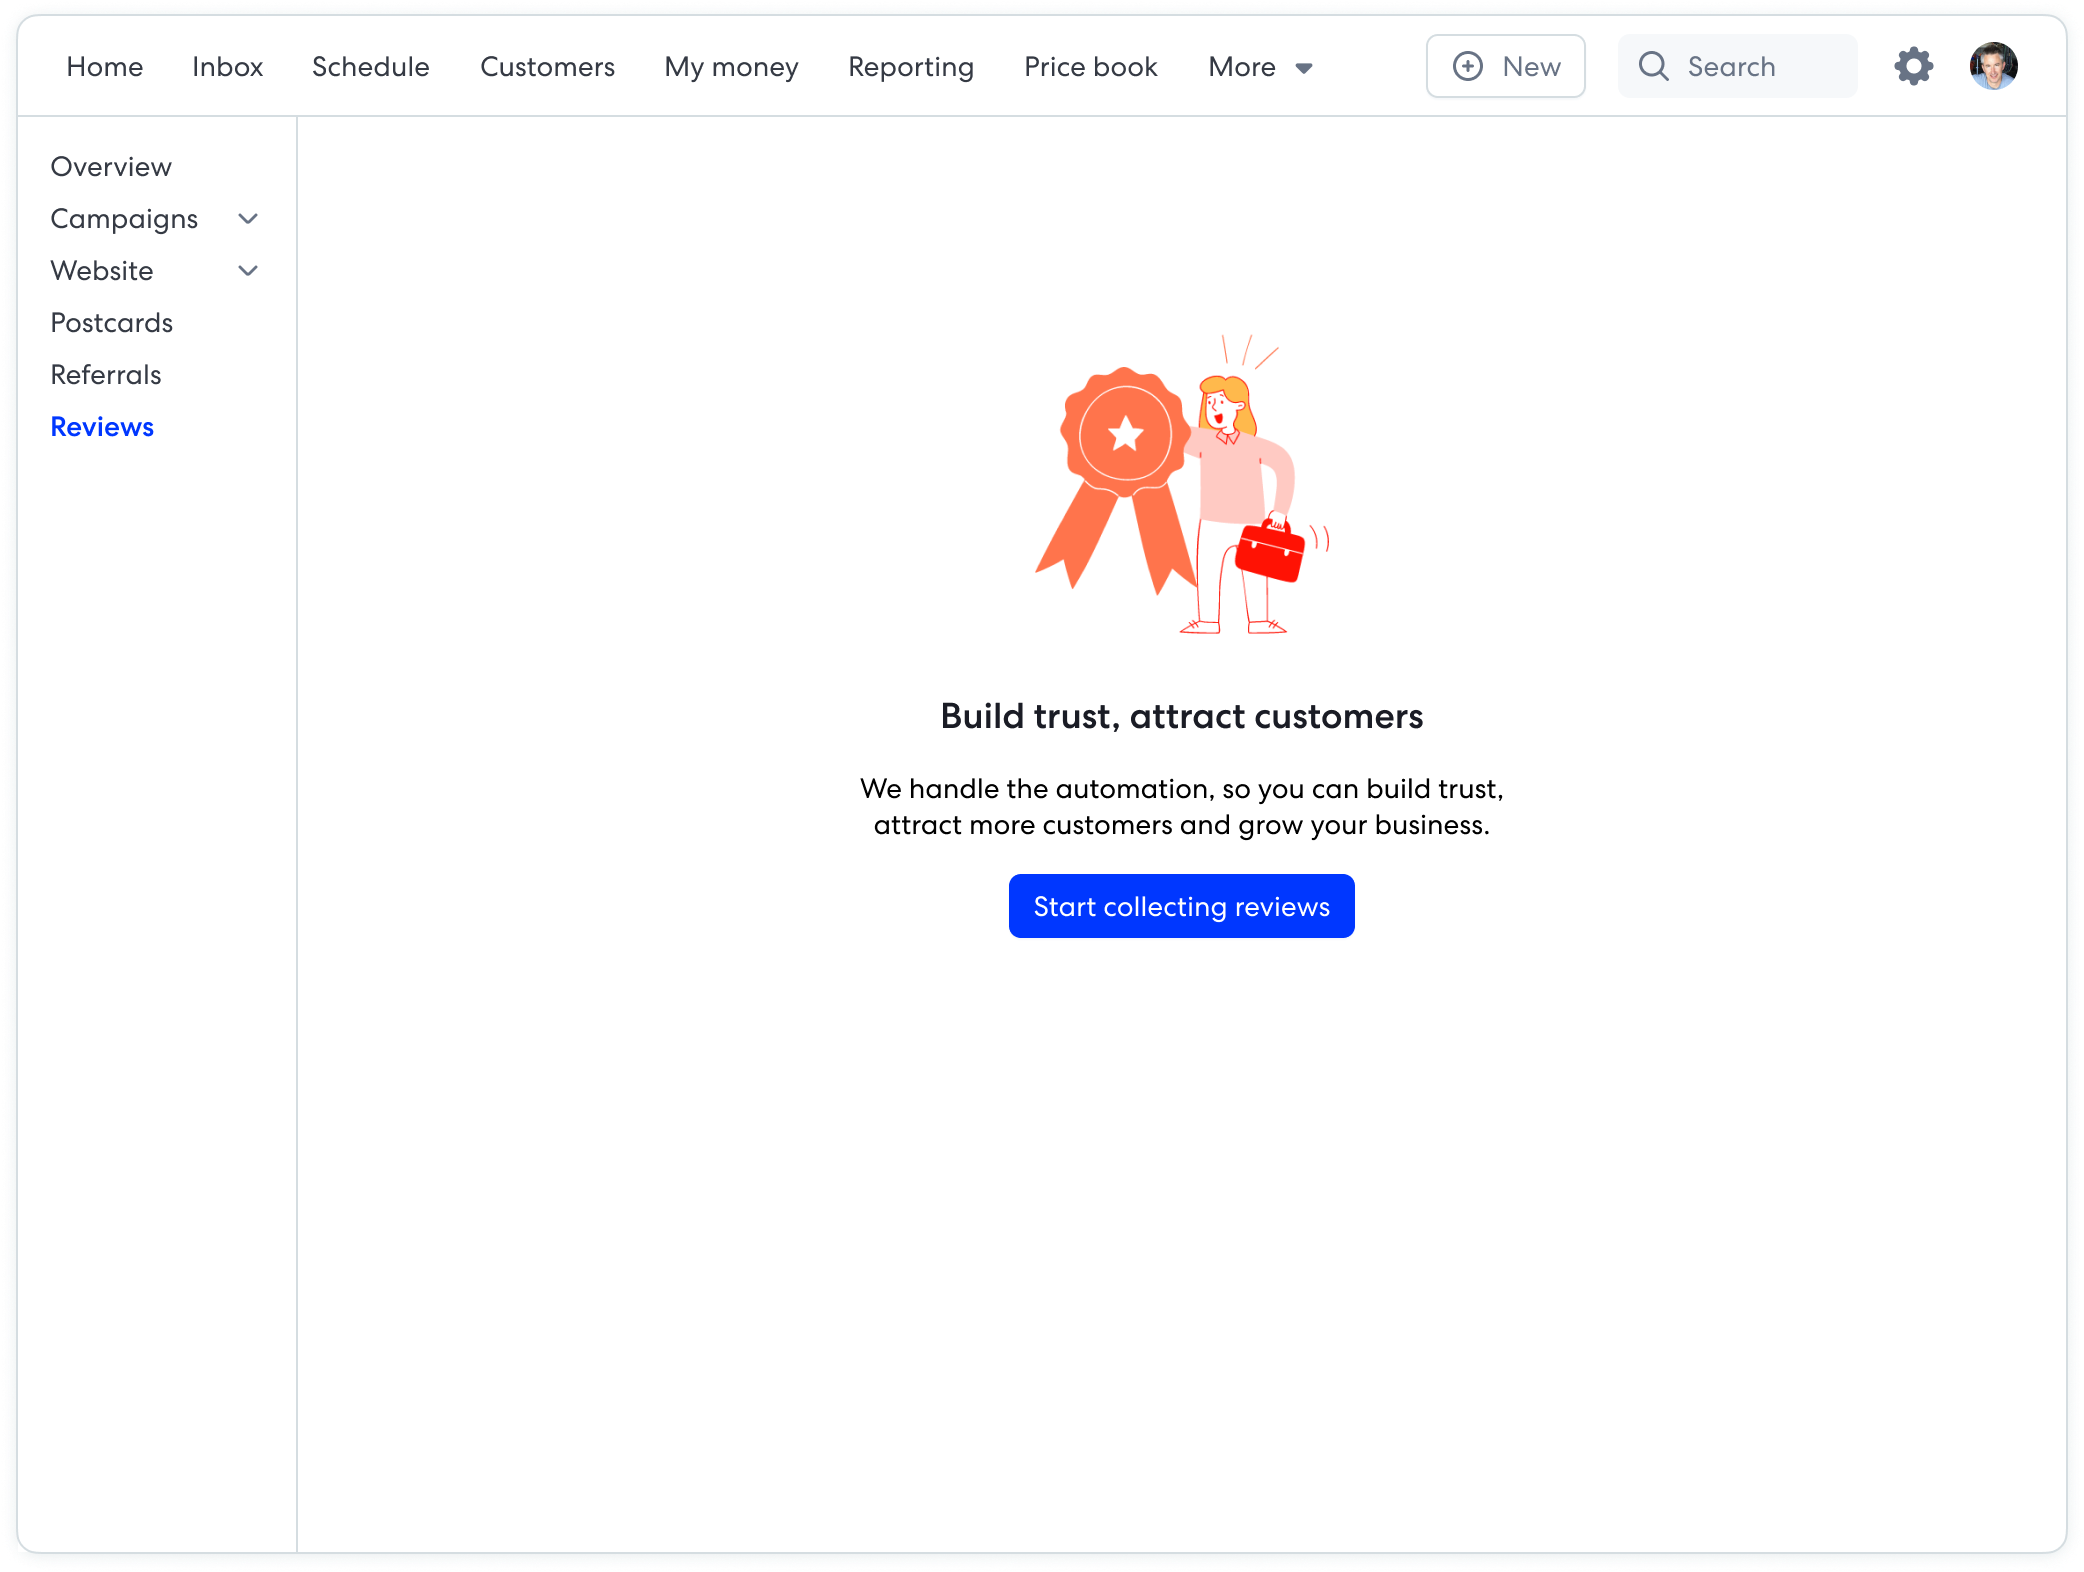 Home Inbox Schedule Customers My money Reporting Price book More New Search
Overview
Campaigns
Website
Postcards
Referrals
Reviews
Build trust, attract customers
We handle the automation, so you can build trust,
attract more customers and grow your business.
Start collecting reviews